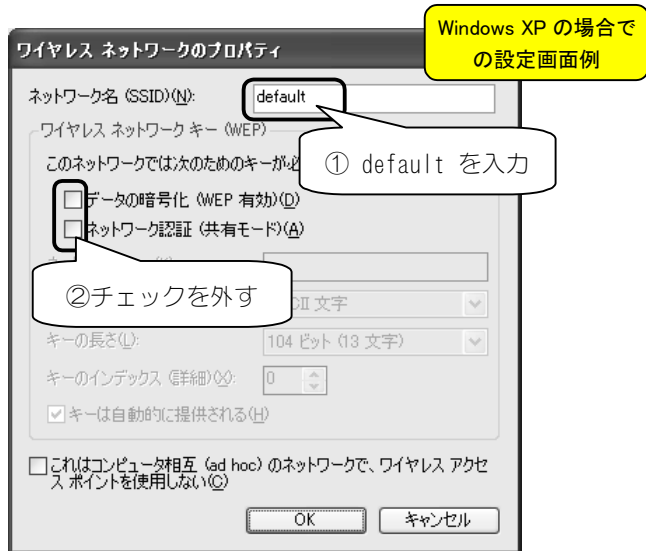 Windows XP の場合で
の設定画面例
ワイヤレス ネットワークのプロパティ
ネットワーク名 (SSID)(N):
default
ワイヤレス ネットワーク キー (WEP)
このネットワークでは次のためのキーが必
① default を入力
データの暗号化 (WEP 有効)(D)
ネットワーク認証 (共有モード)(A)
②チェックを外す
文字
キーの長さ(L):
104 ビット (13 文字)
キーのインデックス (詳細)(X):
0
キーは自動的に提供される(H)
これはコンピュータ相互 (ad hoc) のネットワークで、ワイヤレス アクセ
ス ポイントを使用しない(C)
OK
キャンセル